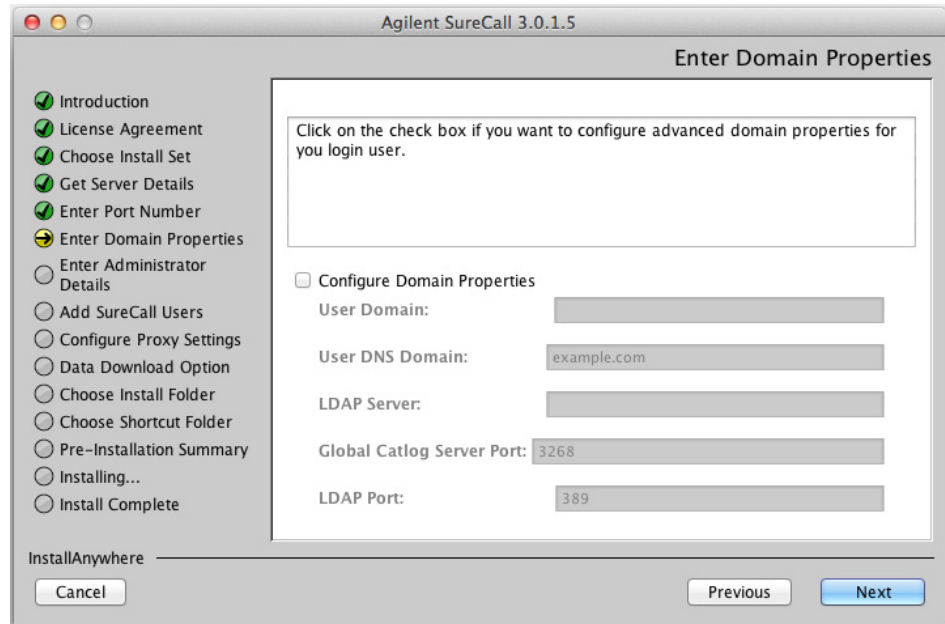 Agilent SureCall 3.0.1.5
Enter Domain Properties
Introduction
License Agreement
Choose Install Set
Get Server Details
Enter Port Number
Enter Domain Properties
Enter Administrator
Details
Add SureCall Users
Configure Proxy Settings
Data Download Option
Choose Install Folder
Choose Shortcut Folder
Pre-Installation Summary
Installing...
Install Complete
Click on the check box if you want to configure advanced domain properties for
you login user.
Configure Domain Properties
User Domain:
User DNS Domain: example.com
LDAP Server:
Global Catlog Server Port: 3268
LDAP Port: 389
InstallAnywhere
Cancel Previous Next